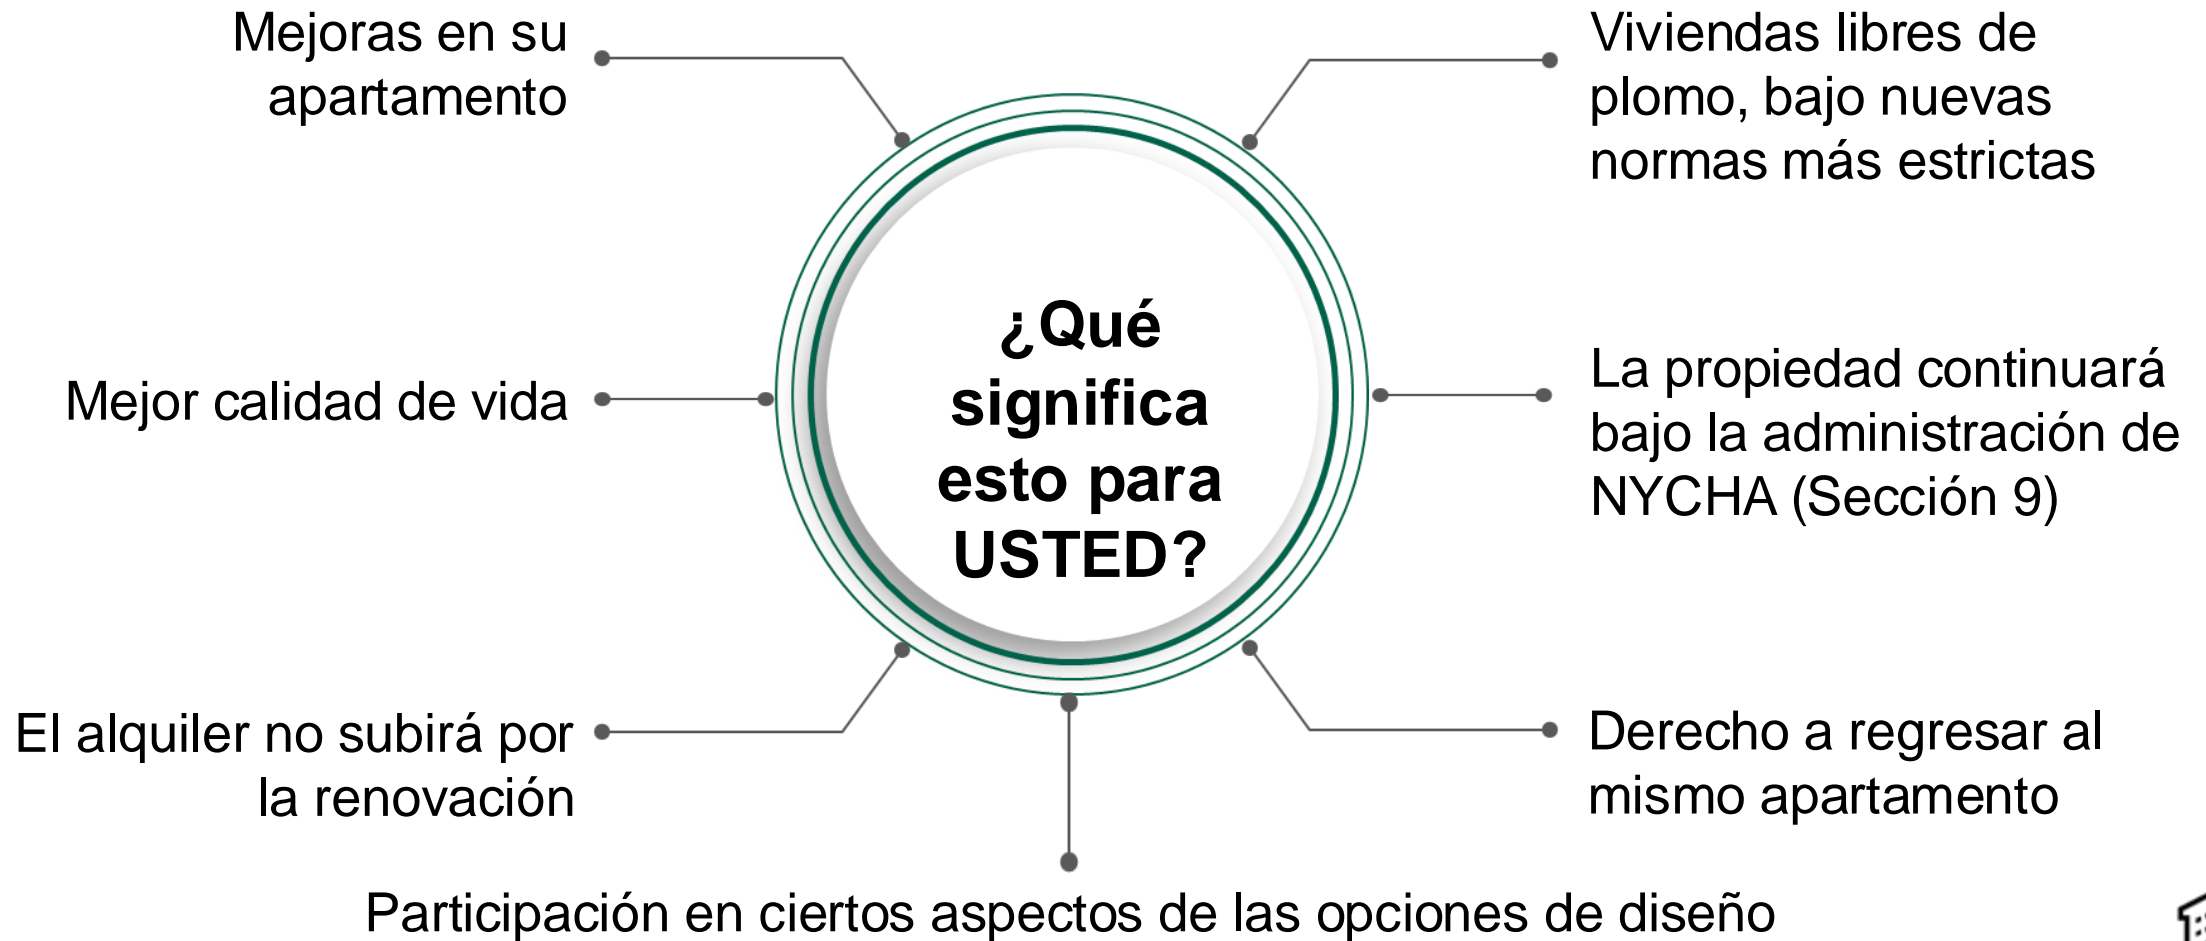 Mejoras en su
apartamento
Viviendas libres de
plomo, bajo nuevas
normas más estrictas
¿Qué
significa
esto para
USTED?
Mejor calidad de vida
La propiedad continuará
bajo la administración de
NYCHA (Sección 9)
El alquiler no subirá por
la renovación
Derecho a regresar al
mismo apartamento
Participación en ciertos aspectos de las opciones de diseño